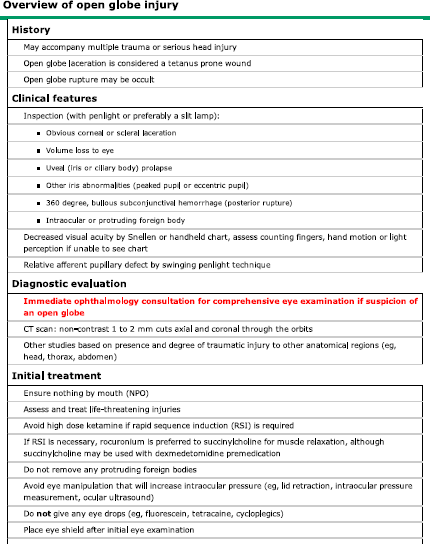 Overview of open globe injury
History
May accompany multiple trauma or serious head injury
Open globe laceration is considered a tetanus prone wound
Open globe rupture may be occult
Clinical features
Inspection (with penlight or preferably a slit lamp):
▪ Obvious corneal or scleral laceration
▪ Volume loss to eye
▪ Uveal (iris or ciliary body) prolapse
▪ Other iris abnormalities (peaked pupil or eccentric pupil)
▪ 360 degree, bullous subconjunctival hemorrhage (posterior rupture)
▪ Intraocular or protruding foreign body
Decreased visual acuity by Snellen or handheld chart, assess counting fingers, hand motion or light
perception if unable to see chart
Relative afferent pupillary defect by swinging penlight technique
Diagnostic evaluation
Immediate ophthalmology consultation for comprehensive eye examination if suspicion of
an open globe
CT scan: non-contrast 1 to 2 mm cuts axial and coronal through the orbits
Other studies based on presence and degree of traumatic injury to other anatomical regions (eg,
head, thorax, abdomen)
Initial treatment
Ensure nothing by mouth (NPO)
Assess and treat life-threatening injuries
Avoid high dose ketamine if rapid sequence induction (RSI) is required
If RSI is necessary, rocuronium is preferred to succinylcholine for muscle relaxation, although
succinylcholine may be used with dexmedetomidine premedication
Do not remove any protruding foreign bodies
Avoid eye manipulation that will increase intraocular pressure (eg, lid retraction, intraocular pressure
measurement, ocular ultrasound)
Do not give any eye drops (eg, fluorescein, tetracaine, cycloplegics)
Place eye shield after initial eye examination